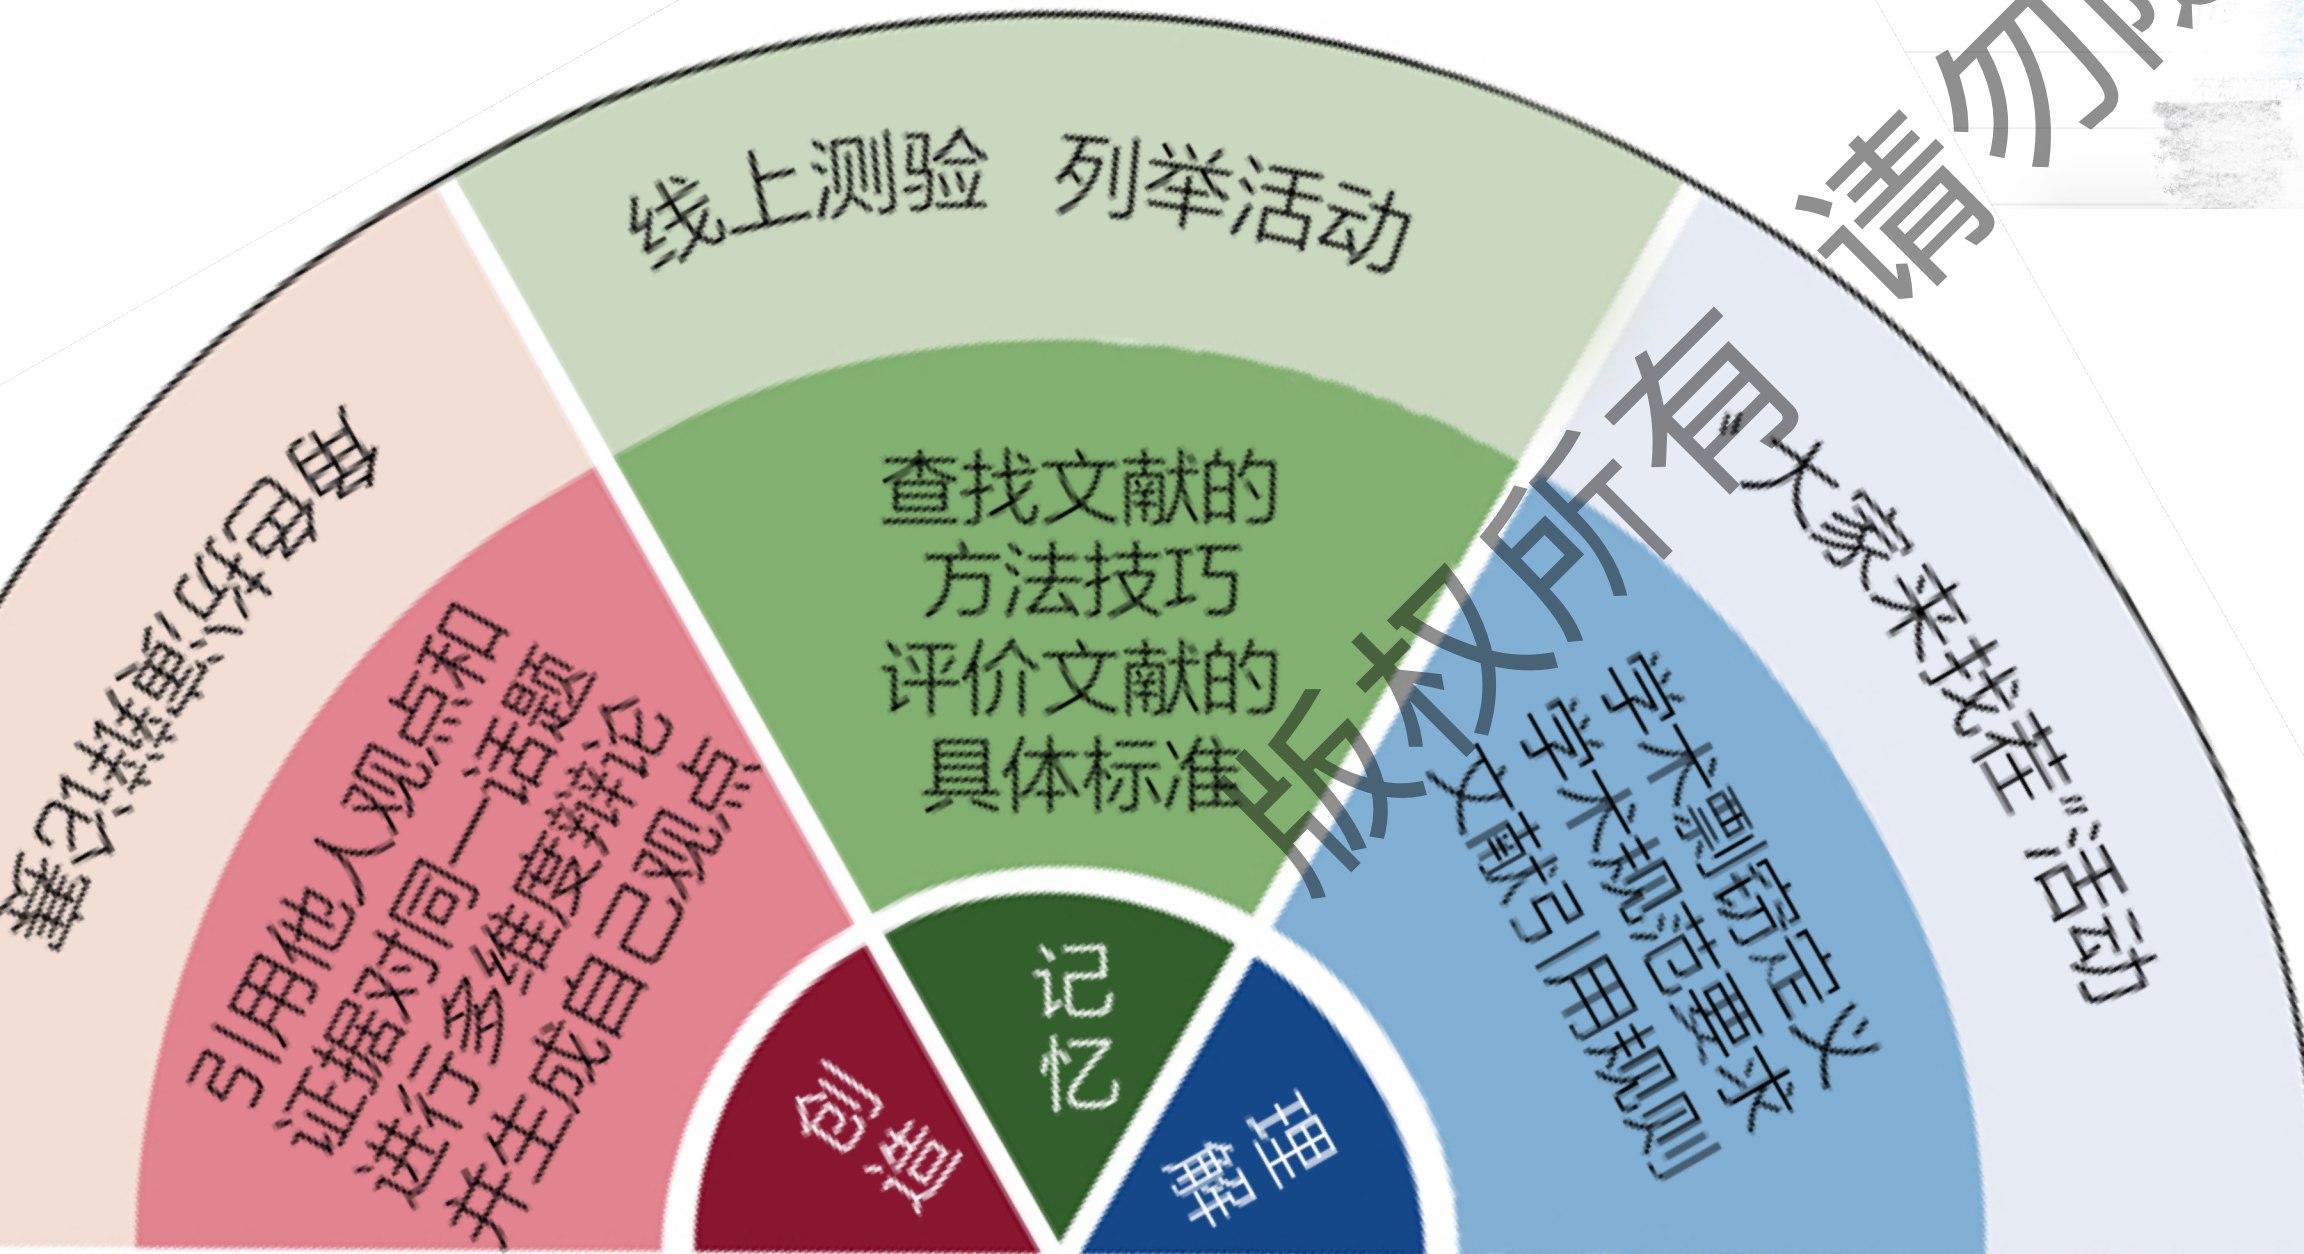 线上测验 列举活动
查找文献的
方法技巧
评价文献的
具体标准
记
忆
角色扮演辩论赛
引用他人观点和
证据对同一话题
进行多维度辩论
并生成自己观点
创
造
“大家来找茬”活动
学术剽窃定义
学术规范要求
文献引用规则
理
解
版权所有 请勿